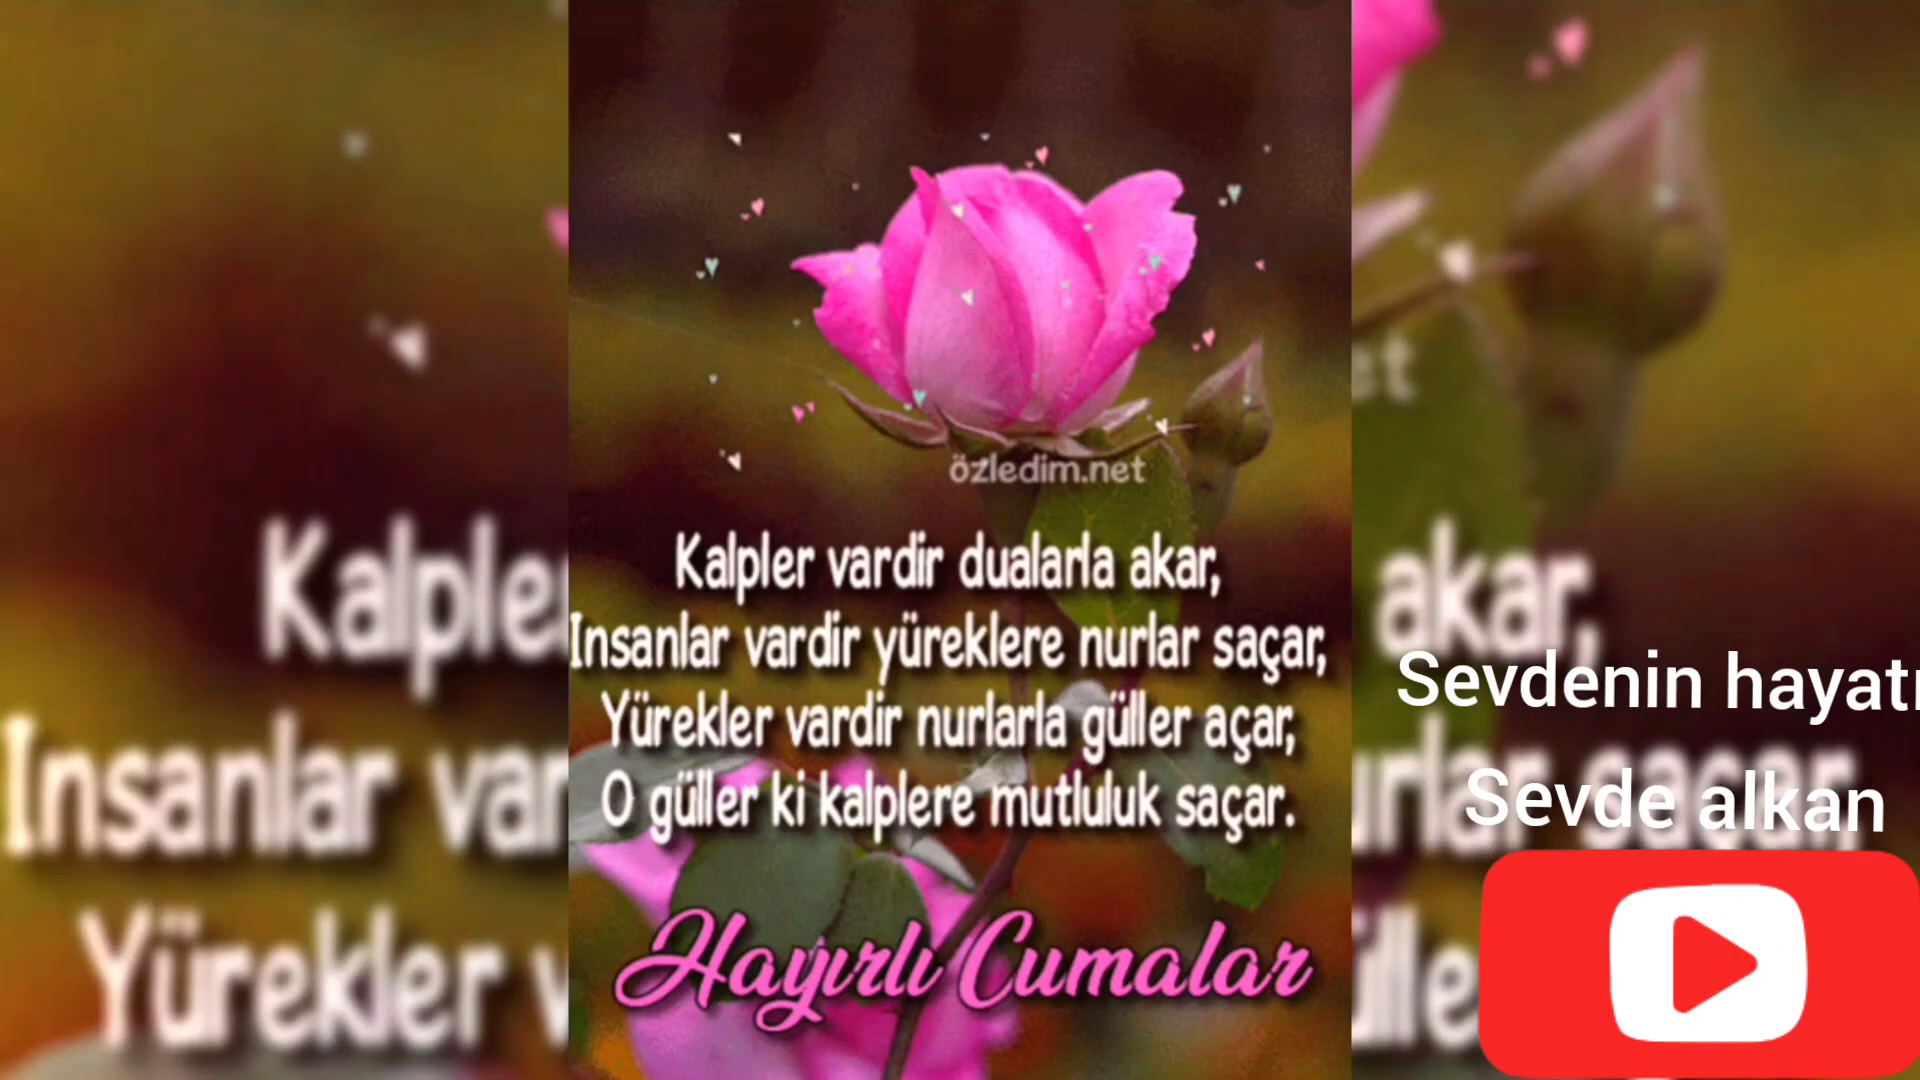 özledim.net
Kalpler vardir dualarla akar,
Insanlar vardir yüreklere nurlar saçar,
Yürekler vardir nurlarla güller açar,
O güller ki kalplere mutluluk saçar.
Hayırlı Cumalar
Sevdenin hayatı
Sevde alkan